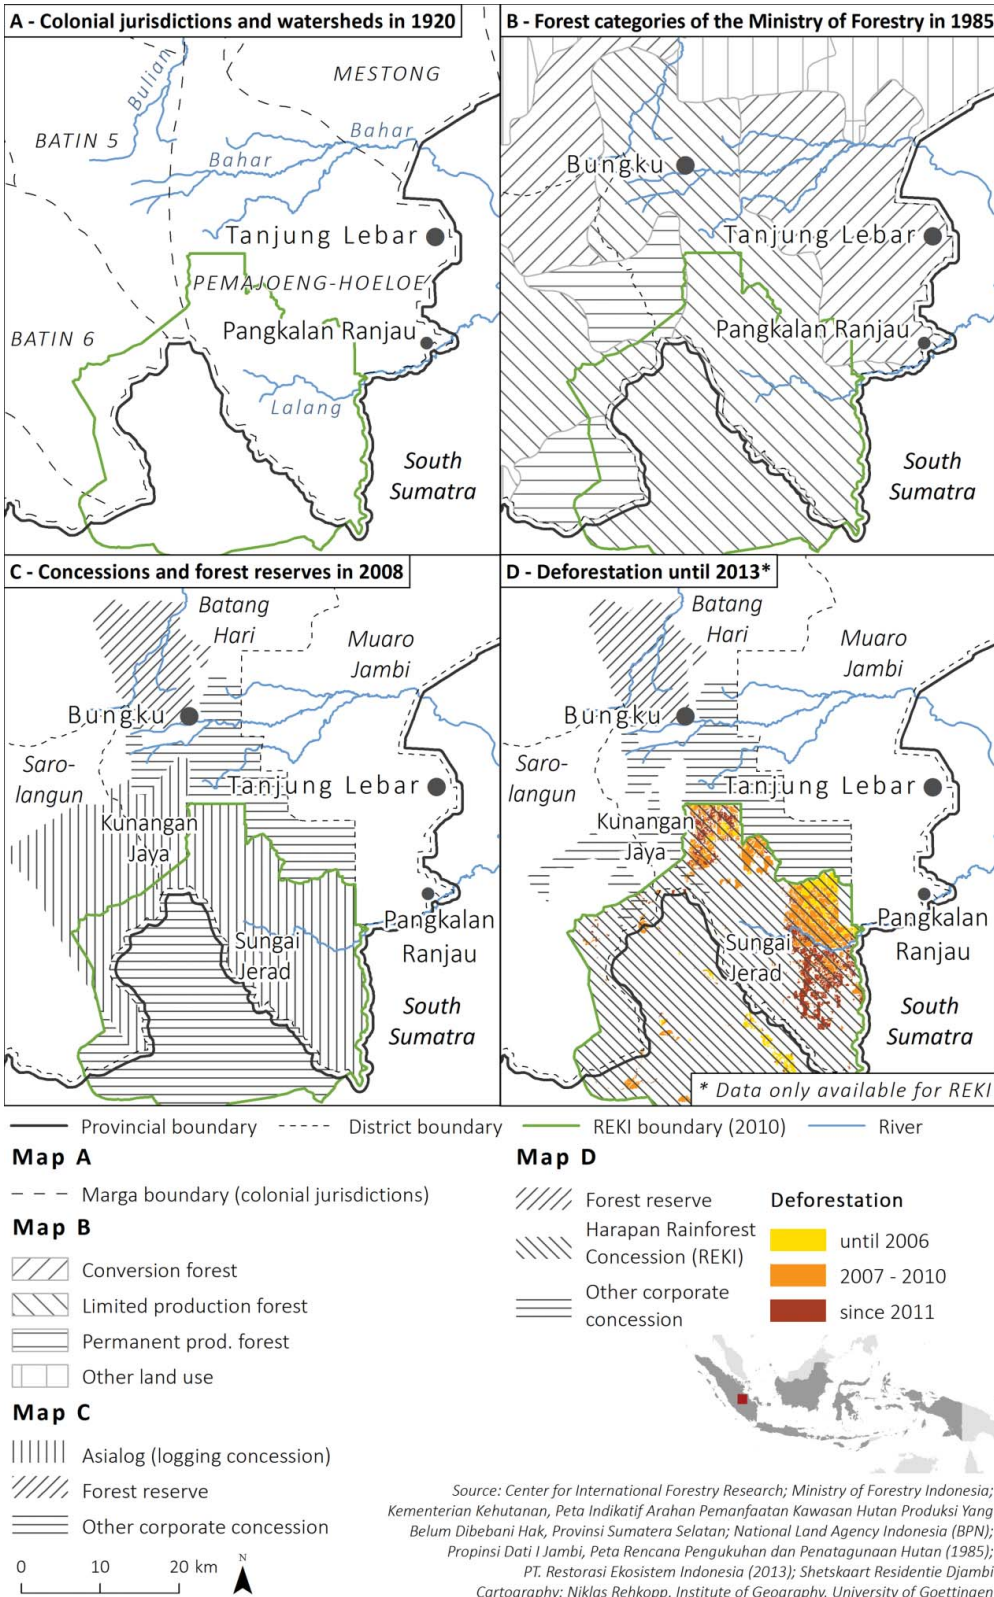 A - Colonial jurisdictions and watersheds in 1920
MESTONG
Bulian
BATIN 5
Bahar
Bahar
Tanjung Lebar
PEMAJOENG-HOELOE
Pangkalan Ranjau
BATIN 6
Lalang
South
Sumatra
B - Forest categories of the Ministry of Forestry in 1985
Bungku
Tanjung Lebar
Pangkalan Ranjau
South
Sumatra
C - Concessions and forest reserves in 2008
Batang
Hari
Muaro
Jambi
Bungku
Saro-
langun
Tanjung Lebar
Kunangan
Jaya
Pangkalan
Ranjau
Sungai
Jerad
South
Sumatra
D - Deforestation until 2013*
Batang
Hari
Muaro
Jambi
Bungku
Saro-
langun
Tanjung Lebar
Kunangan
Jaya
Pangkalan
Ranjau
Sungai
Jerad
South
Sumatra
* Data only available for REKI
Provincial boundary
District boundary
REKI boundary (2010)
River
Map A
Marga boundary (colonial jurisdictions)
Map B
Conversion forest
Limited production forest
Permanent prod. forest
Other land use
Map C
Asialog (logging concession)
Forest reserve
Other corporate concession
0 10 20 km
N
Map D
Forest reserve
Harapan Rainforest
Concession (REKI)
Other corporate
concession
Deforestation
until 2006
2007 - 2010
since 2011
Source: Center for International Forestry Research; Ministry of Forestry Indonesia;
Kementerian Kehutanan, Peta Indikatif Arahan Pemanfaatan Kawasan Hutan Produksi Yang
Belum Dibebani Hak, Provinsi Sumatera Selatan; National Land Agency Indonesia (BPN);
Propinsi Dati I Jambi, Peta Rencana Pengukuhan dan Penatagunaan Hutan (1985);
PT. Restorasi Ekosistem Indonesia (2013); Shetskaart Residentie Djambi
Cartography: Niklas Rehkopp, Institute of Geography, University of Goettingen